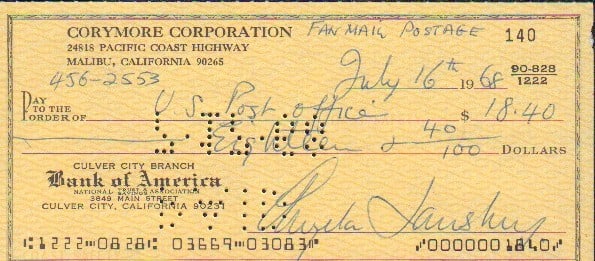 CORYMORE CORPORATION FAN MAIL POSTAGE 140
24818 PACIFIC COAST HIGHWAY
MALIBU, CALIFORNIA 90265
456-2553 July 16th 1968 90-828
1222
PAY TO THE ORDER OF U.S. Post office $ 18.40
Eighteen & 40/100 DOLLARS
CULVER CITY BRANCH
Bank of America
NATIONAL TRUST & SAVINGS ASSOCIATION
3849 MAIN STREET
CULVER CITY, CALIFORNIA 90231
Angela Lansbury
⑆1222⑉0828⑆ 03669⑉03083⑈ ⑈0000001840⑈